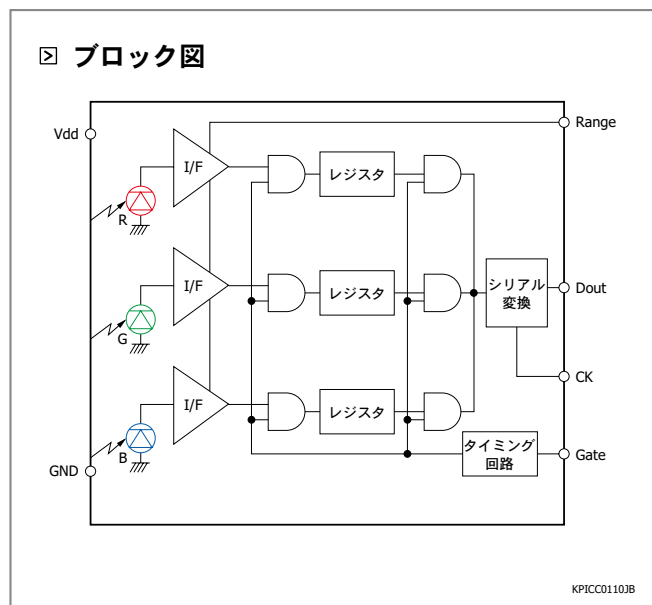 ブロック図
Vdd
Range
I/F
レジスタ
R
I/F
レジスタ
シリアル
変換
Dout
G
CK
I/F
レジスタ
タイミング
回路
Gate
B
GND
KPICC0110JB